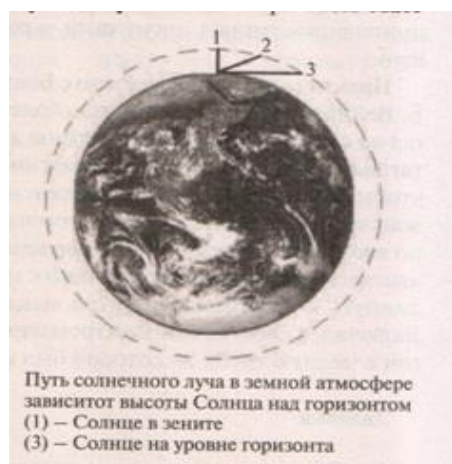 1
2
3
Путь солнечного луча в земной атмосфере
зависитот высоты Солнца над горизонтом
(1) – Солнце в зените
(3) – Солнце на уровне горизонта